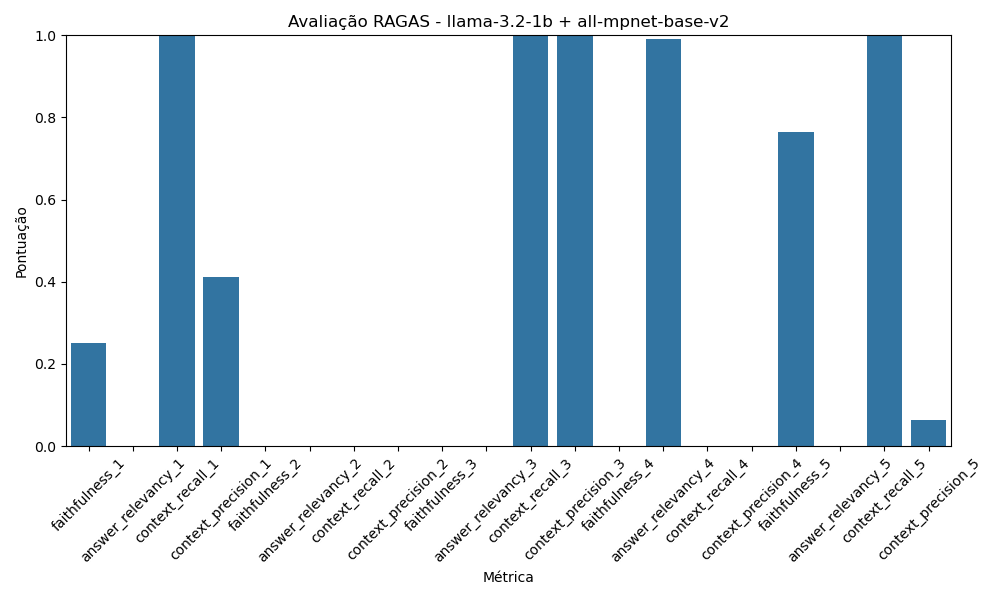 Avaliação RAGAS - llama-3.2-1b + all-mpnet-base-v2
Pontuação
1.0
0.8
0.6
0.4
0.2
0.0
faithfulness_1
answer_relevancy_1
context_recall_1
context_precision_1
faithfulness_2
answer_relevancy_2
context_recall_2
context_precision_2
faithfulness_3
answer_relevancy_3
context_recall_3
context_precision_3
faithfulness_4
answer_relevancy_4
context_recall_4
context_precision_4
faithfulness_5
answer_relevancy_5
context_recall_5
context_precision_5
Métrica